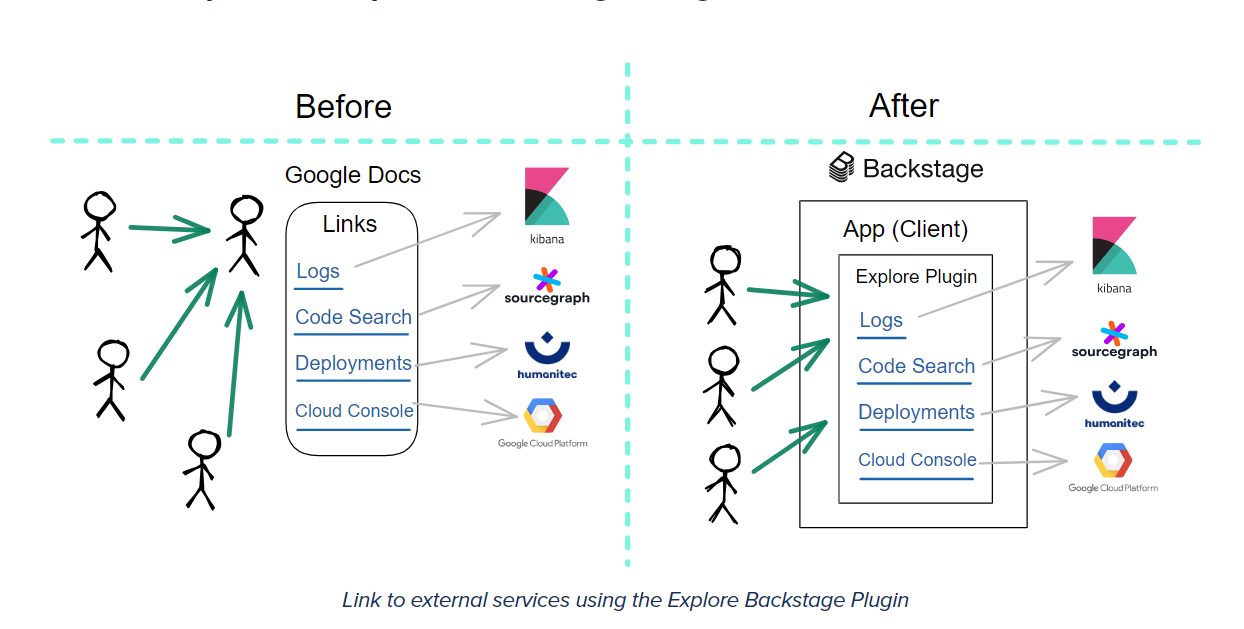 Before
After
Google Docs
Links
Logs
Code Search
Deployments
Cloud Console
kibana
sourcegraph
humanitec
Google Cloud Platform
Backstage
App (Client)
Explore Plugin
Logs
Code Search
Deployments
Cloud Console
kibana
sourcegraph
humanitec
Google Cloud Platform
Link to external services using the Explore Backstage Plugin